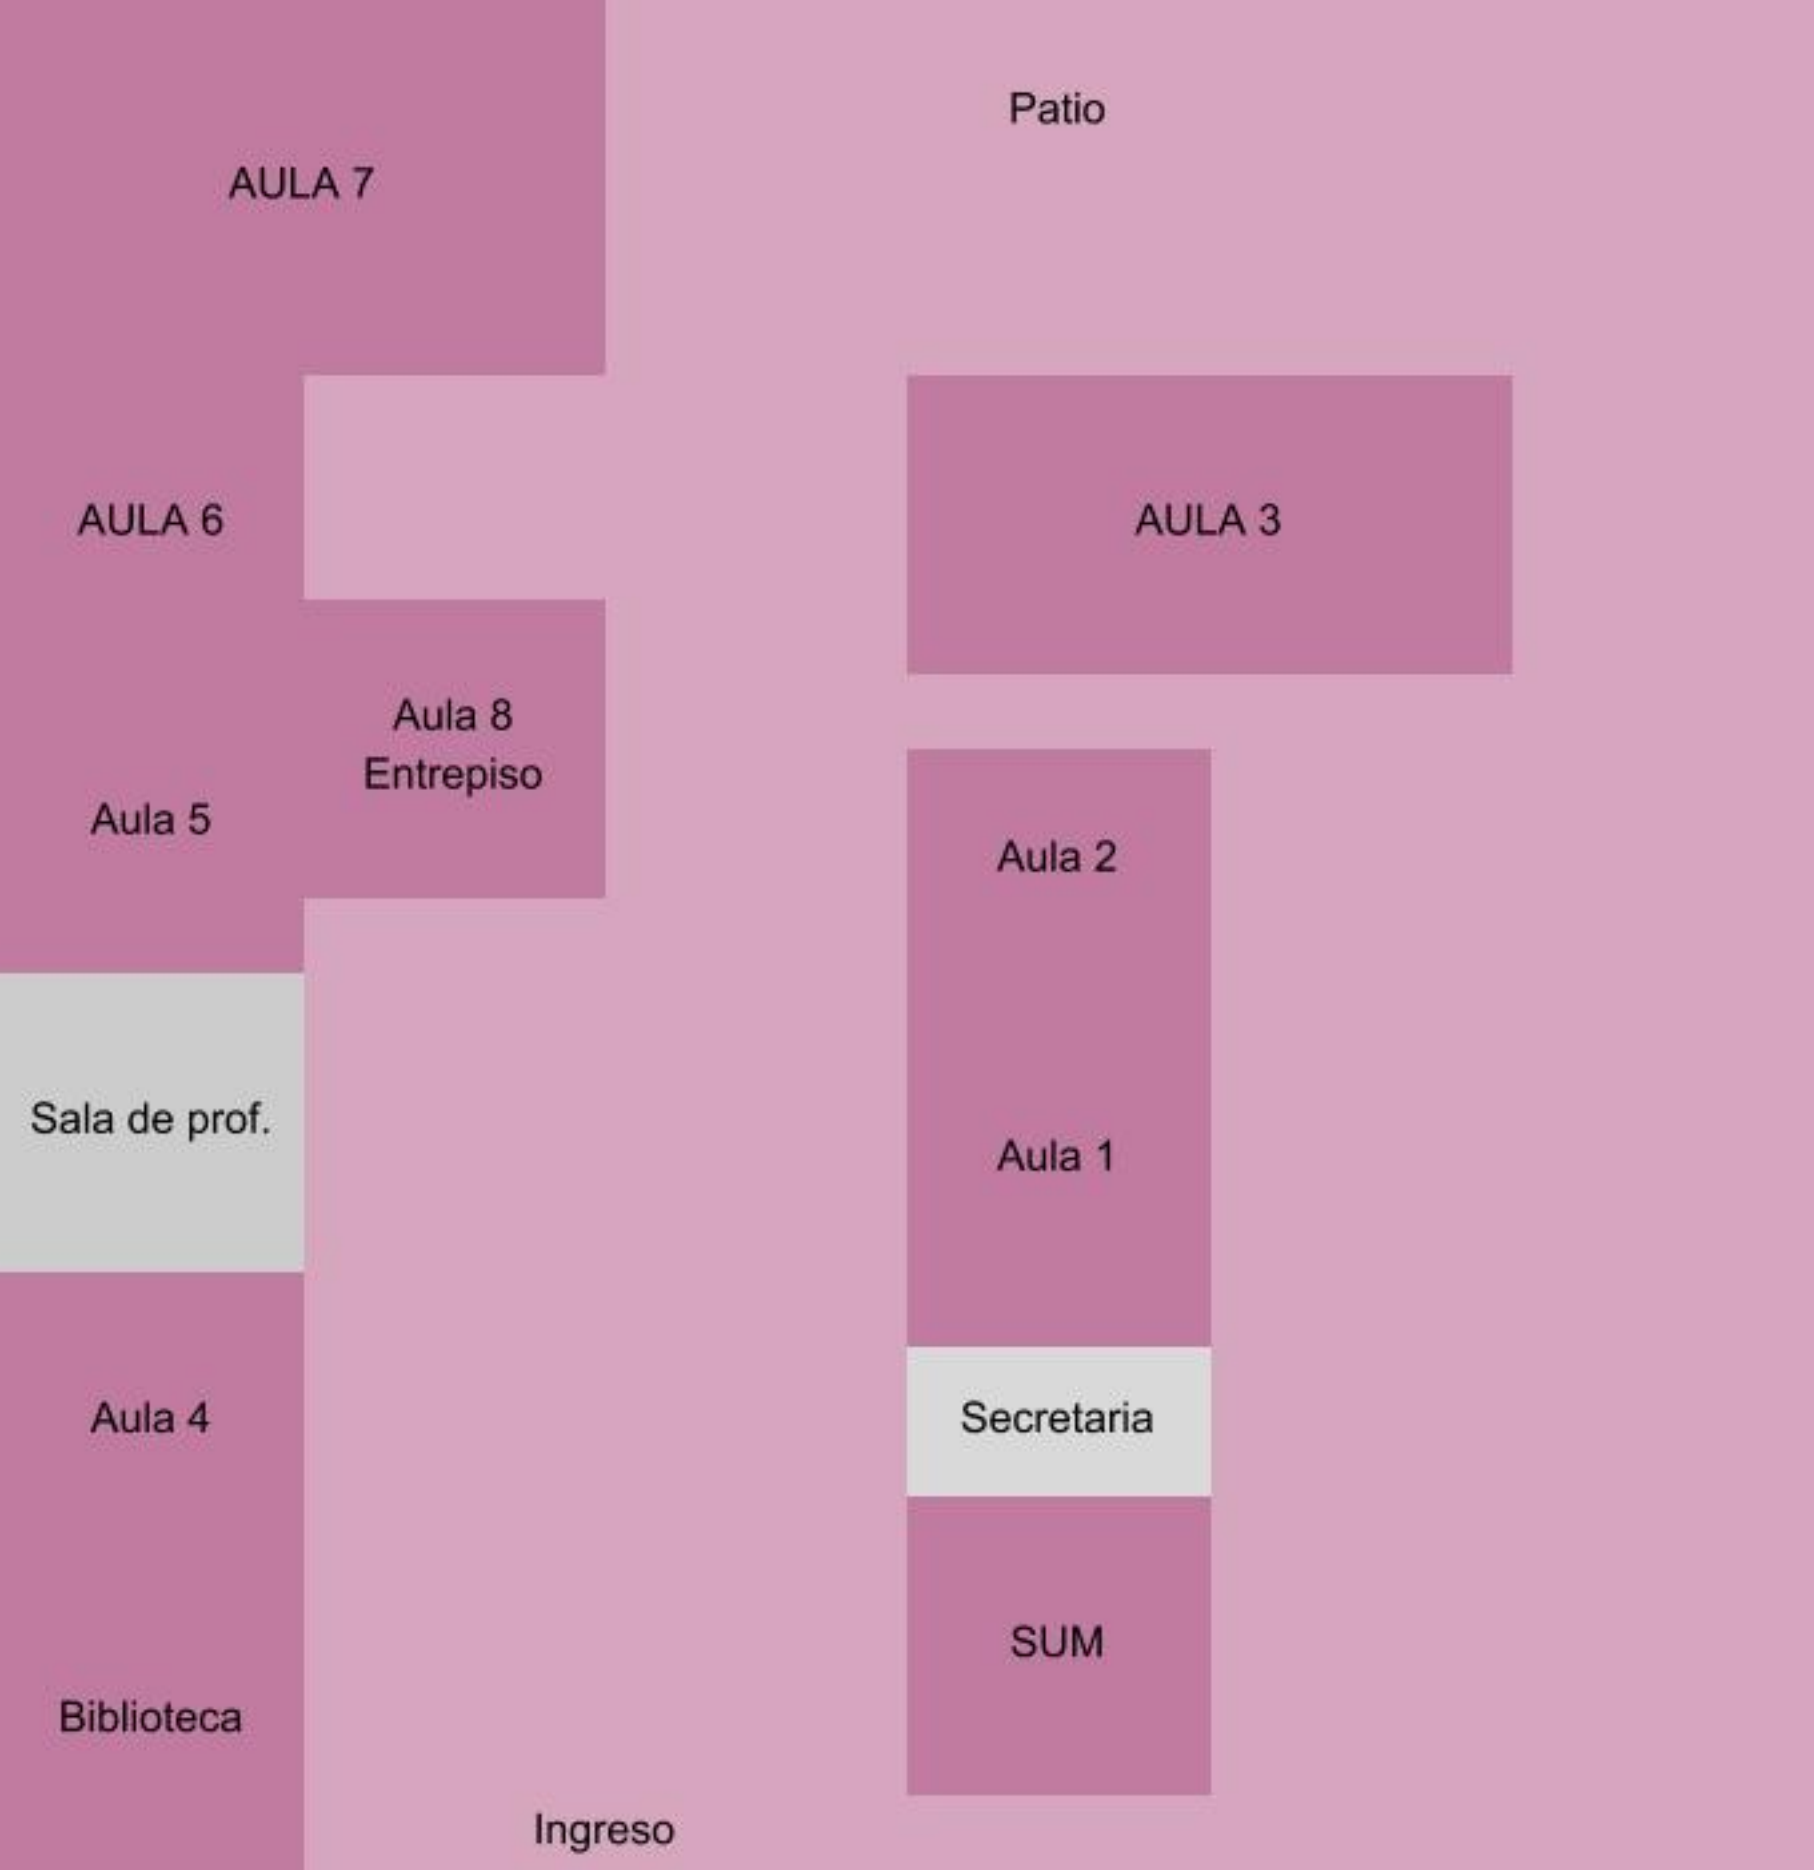 Patio
AULA 7
AULA 6
AULA 3
Aula 8
Entrepiso
Aula 5
Aula 2
Sala de prof.
Aula 1
Aula 4
Secretaria
SUM
Biblioteca
Ingreso